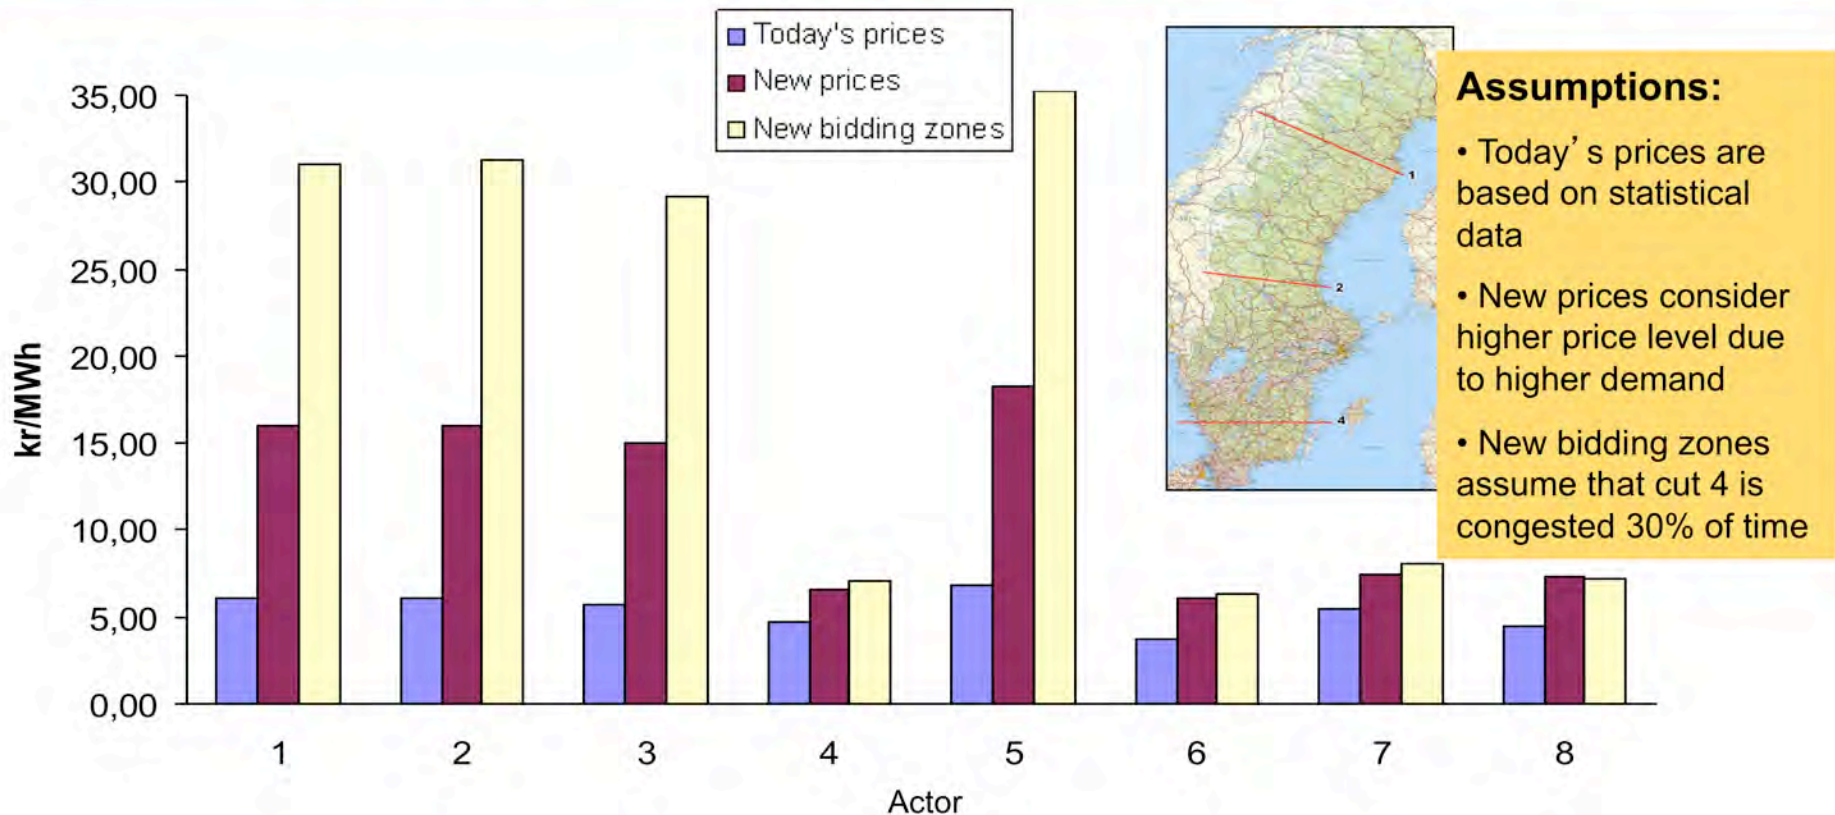 Today's prices
New prices
New bidding zones
35,00
30,00
25,00
20,00
15,00
10,00
5,00
0,00
kr/MWh
1
2
3
4
5
6
7
8
Actor
1
2
4
Assumptions:
• Today’s prices are
based on statistical
data
• New prices consider
higher price level due
to higher demand
• New bidding zones
assume that cut 4 is
congested 30% of time